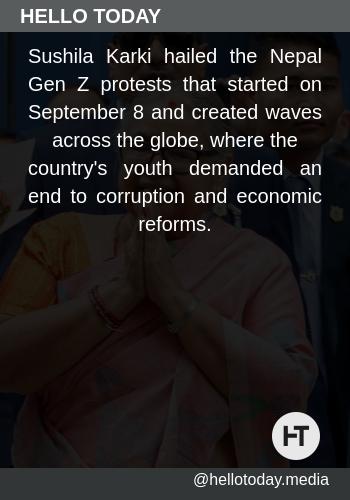 HELLO TODAY
Sushila Karki hailed the Nepal
Gen Z protests that started on
September 8 and created waves
across the globe, where the
country's youth demanded an
end to corruption and economic
reforms.
HT
@hellotoday.media